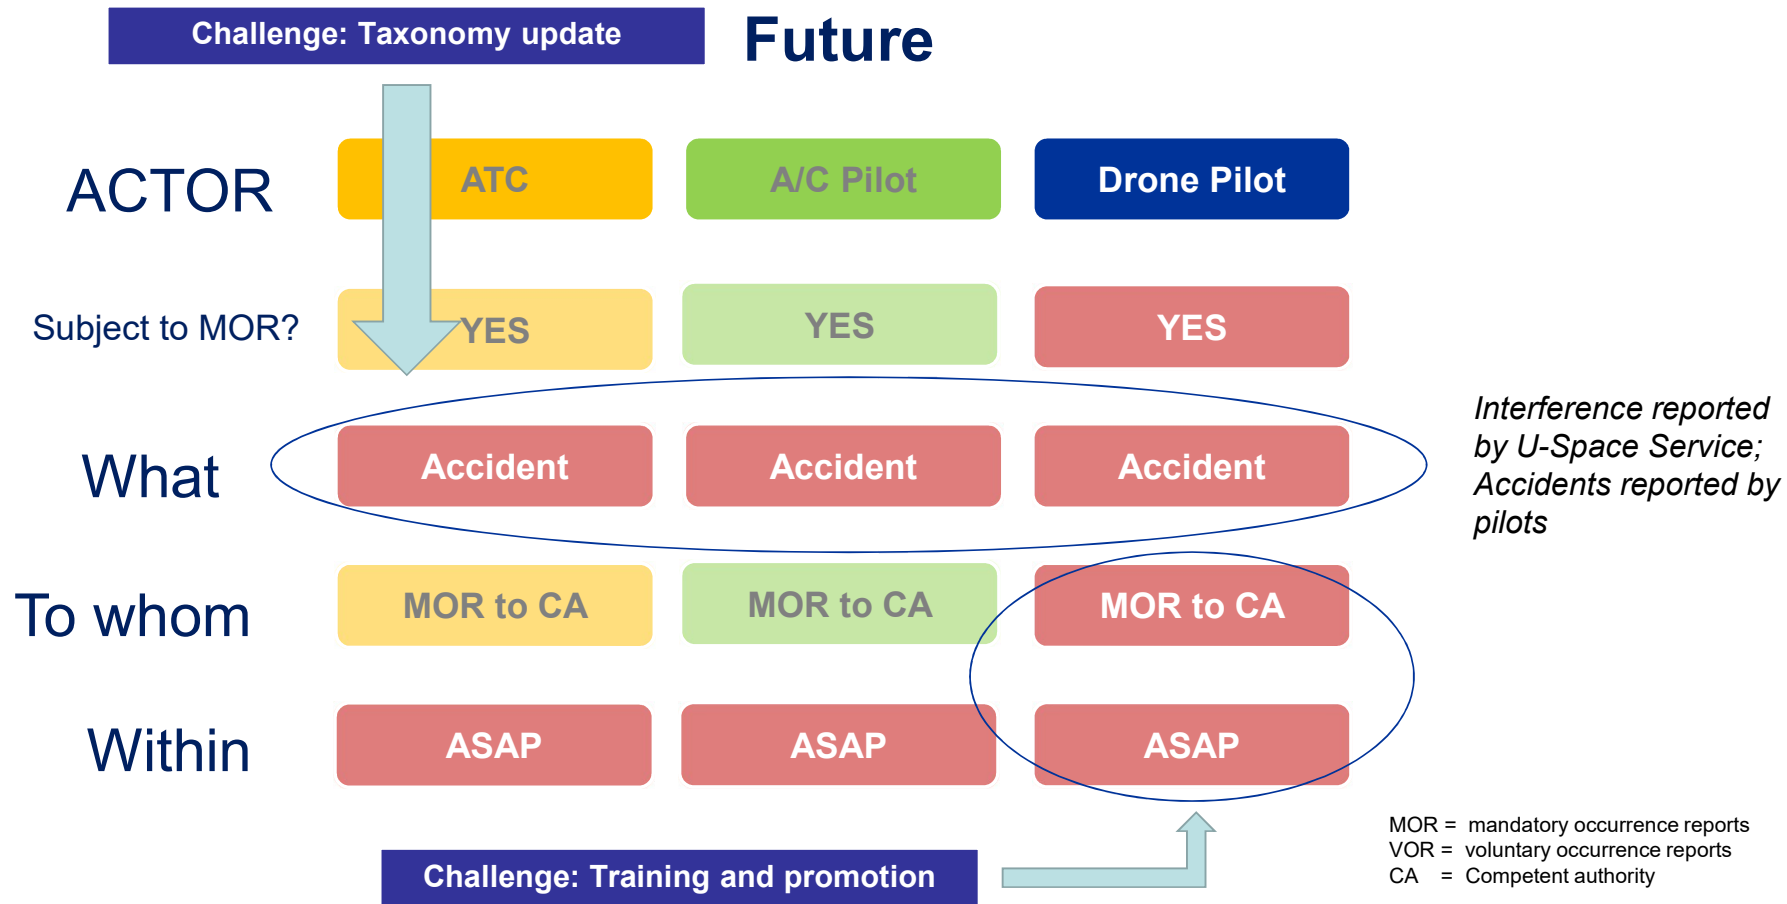 Challenge: Taxonomy update
Future
ACTOR
ATC
A/C Pilot
Drone Pilot
Subject to MOR?
YES
YES
YES
What
Accident
Accident
Accident
Interference reported
by U-Space Service;
Accidents reported by
pilots
To whom
MOR to CA
MOR to CA
MOR to CA
Within
ASAP
ASAP
ASAP
Challenge: Training and promotion
MOR = mandatory occurrence reports
VOR = voluntary occurrence reports
CA = Competent authority